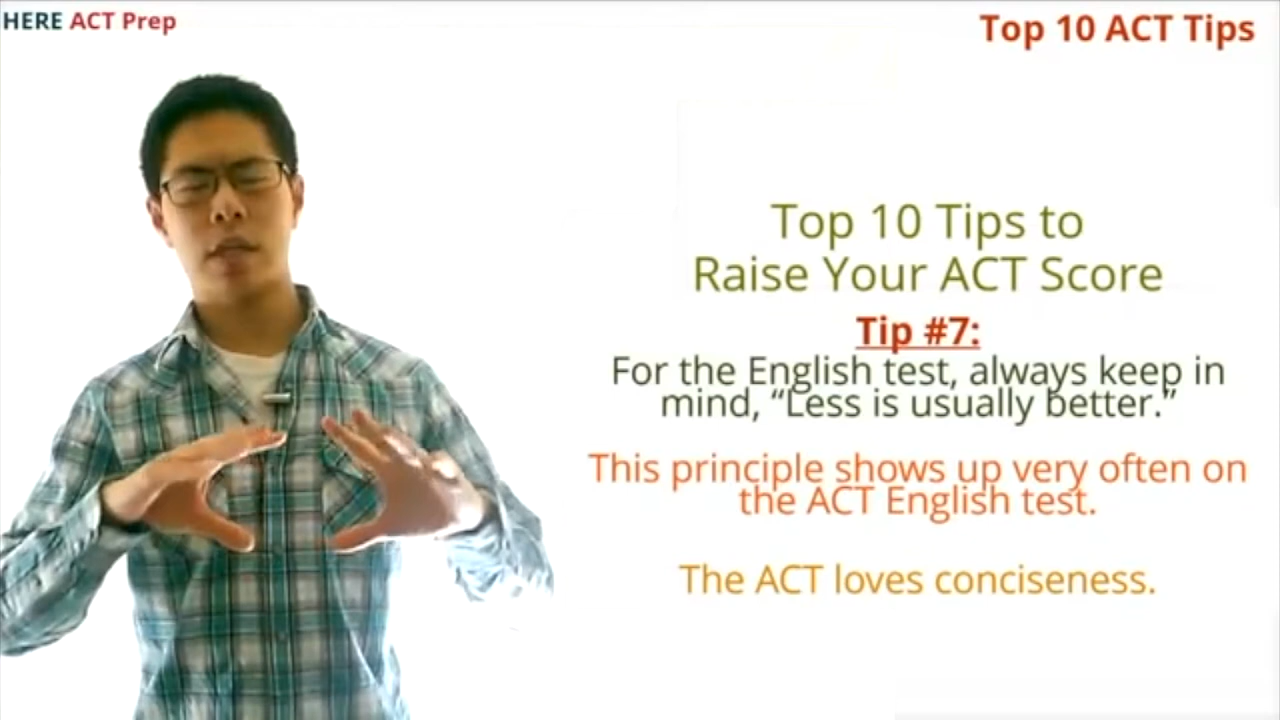 HERE ACT Prep
Top 10 ACT Tips
Top 10 Tips to
Raise Your ACT Score
Tip #7:
For the English test, always keep in
mind, “Less is usually better.”
This principle shows up very often on
the ACT English test.
The ACT loves conciseness.